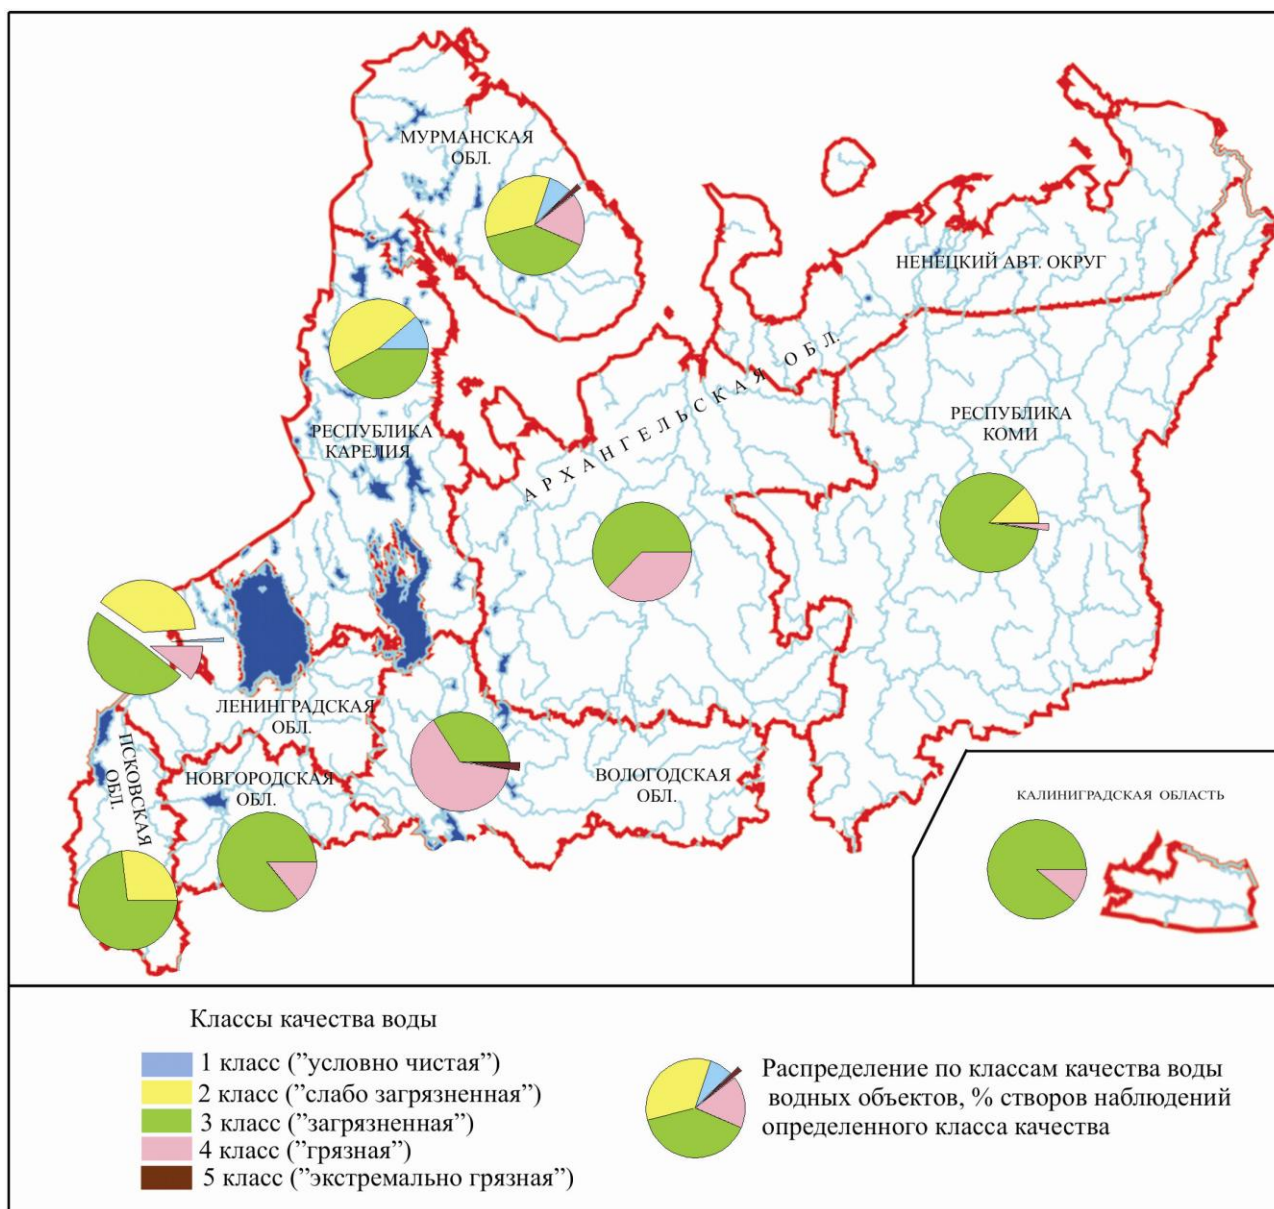 МУРМАНСКАЯ
ОБЛ.
НЕНЕЦКИЙ АВТ. ОКРУГ
АРХАНГЕЛЬСКАЯ ОБЛ.
РЕСПУБЛИКА
КАРЕЛИЯ
РЕСПУБЛИКА
КОМИ
ЛЕНИНГРАДСКАЯ
ОБЛ.
ПСКОВСКАЯ
ОБЛ.
НОВГОРОДСКАЯ
ОБЛ.
ВОЛОГОДСКАЯ
ОБЛ.
КАЛИНИГРАДСКАЯ ОБЛАСТЬ
Классы качества воды
1 класс (”условно чистая”)
2 класс (”слабо загрязненная”)
3 класс (”загрязненная”)
4 класс (”грязная”)
5 класс (”экстремально грязная”)
Распределение по классам качества воды
водных объектов, % створов наблюдений
определенного класса качества